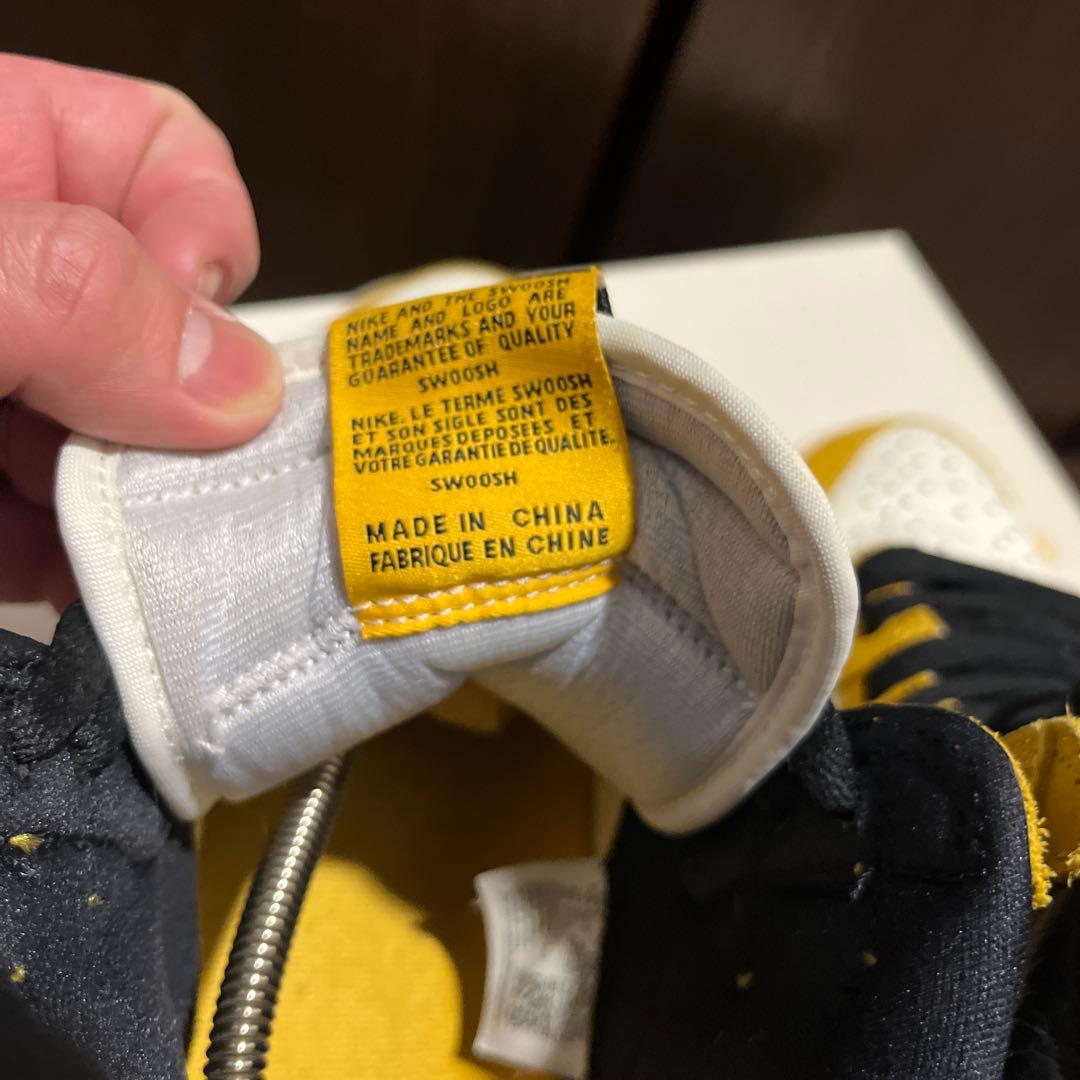 NIKE AND THE SWOOSH
NAME AND LOGO ARE
TRADEMARKS AND YOUR
GUARANTEE OF QUALITY
SWOOSH
NIKE. LE TERME SWOOSH
ET SON SIGLE SONT DES
MARQUES DEPOSEES ET
VOTRE GARANTIE DE QUALITE.
SWOOSH
MADE IN CHINA
FABRIQUE EN CHINE